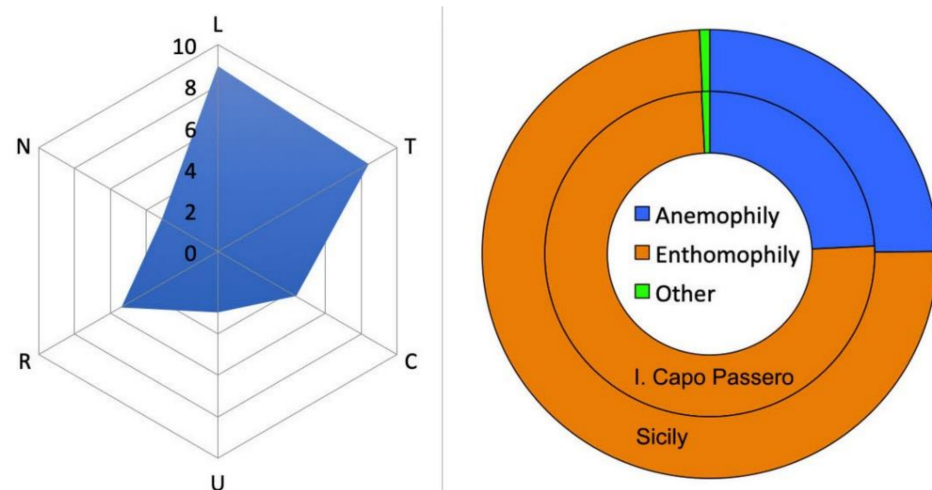 L
10
8
6
4
2
0
N
T
R
C
U
Anemophily
Enthomophily
Other
I. Capo Passero
Sicily